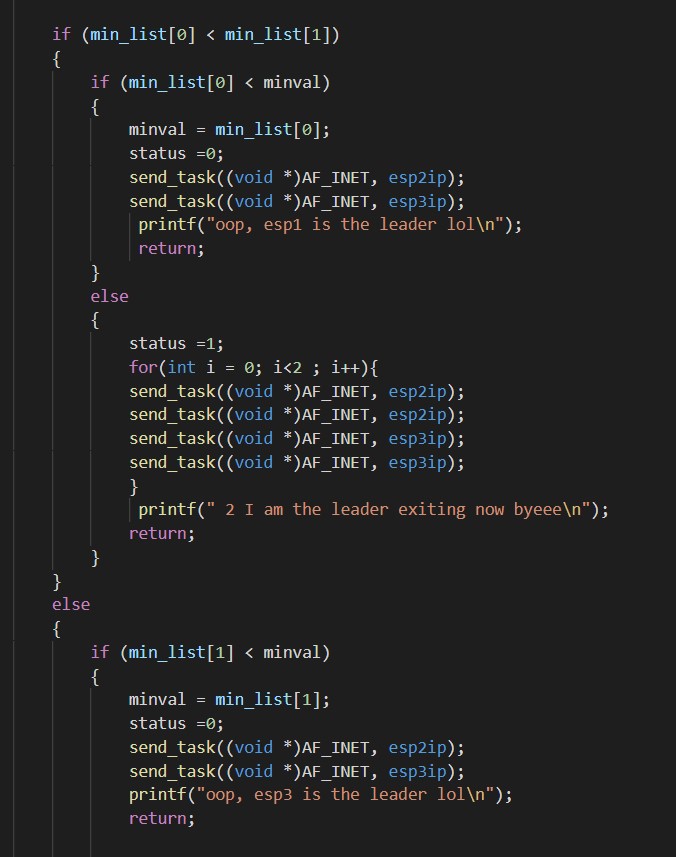 if (min_list[0] < min_list[1])
{
if (min_list[0] < minval)
{
minval = min_list[0];
status =0;
send_task((void *)AF_INET, esp2ip);
send_task((void *)AF_INET, esp3ip);
printf("oop, esp1 is the leader lol\n");
return;
}
else
{
status =1;
for(int i = 0; i<2 ; i++){
send_task((void *)AF_INET, esp2ip);
send_task((void *)AF_INET, esp2ip);
send_task((void *)AF_INET, esp3ip);
send_task((void *)AF_INET, esp3ip);
}
printf(" 2 I am the leader exiting now byeee\n");
return;
}
}
else
{
if (min_list[1] < minval)
{
minval = min_list[1];
status =0;
send_task((void *)AF_INET, esp2ip);
send_task((void *)AF_INET, esp3ip);
printf("oop, esp3 is the leader lol\n");
return;